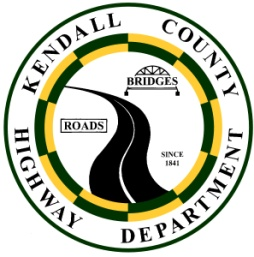 KENDALL COUNTY
HIGHWAY DEPARTMENT
BRIDGES
ROADS
SINCE
1841